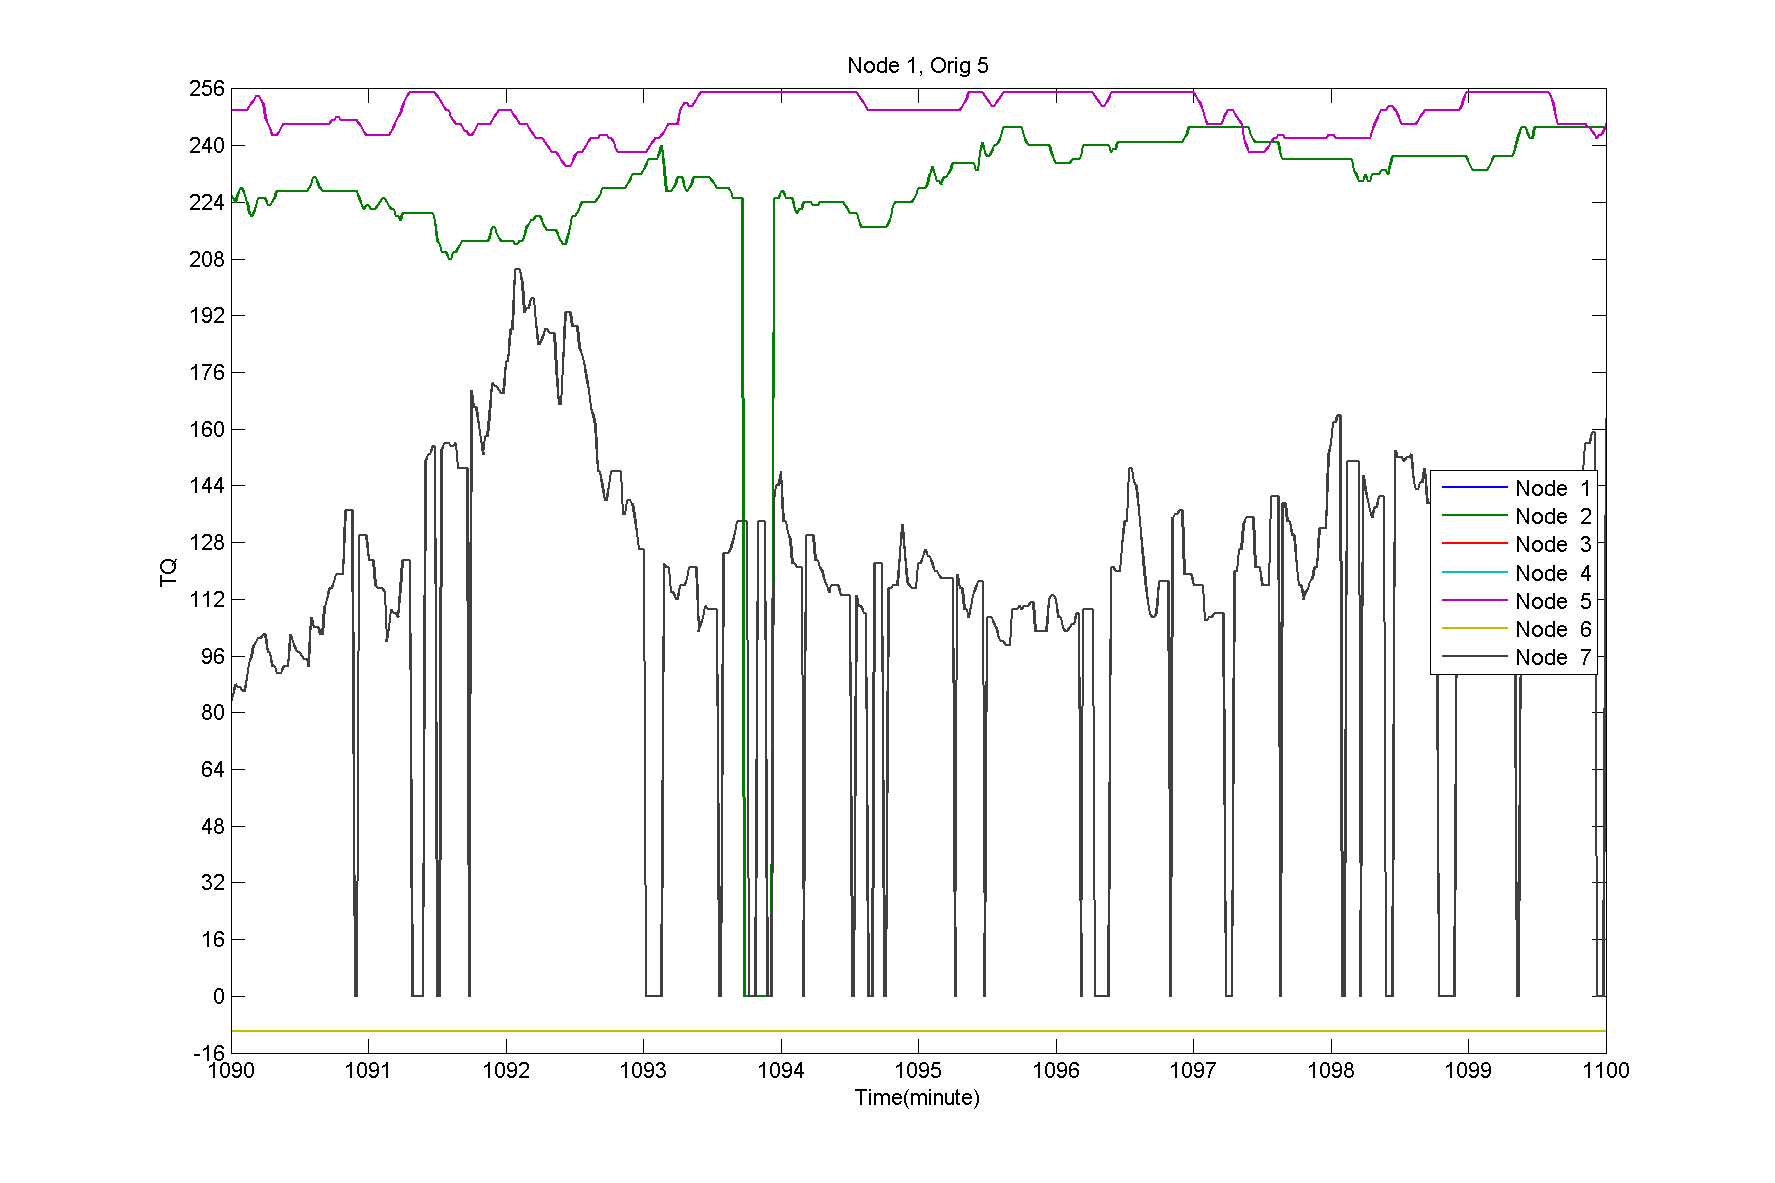 Node 1, Orig 5
256
240
224
208
192
176
160
144
128
112
96
80
64
48
32
16
0
-16
TQ
Node 1
Node 2
Node 3
Node 4
Node 5
Node 6
Node 7
1090 1091 1092 1093 1094 1095 1096 1097 1098 1099 1100
Time(minute)